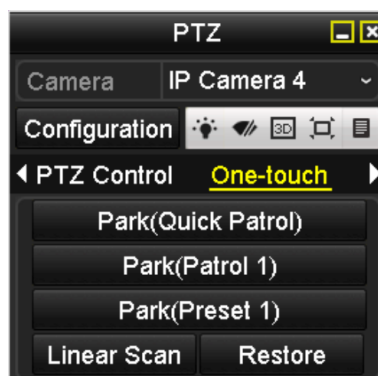 PTZ
Camera IP Camera 4
Configuration 3D
PTZ Control One-touch
Park(Quick Patrol)
Park(Patrol 1)
Park(Preset 1)
Linear Scan Restore